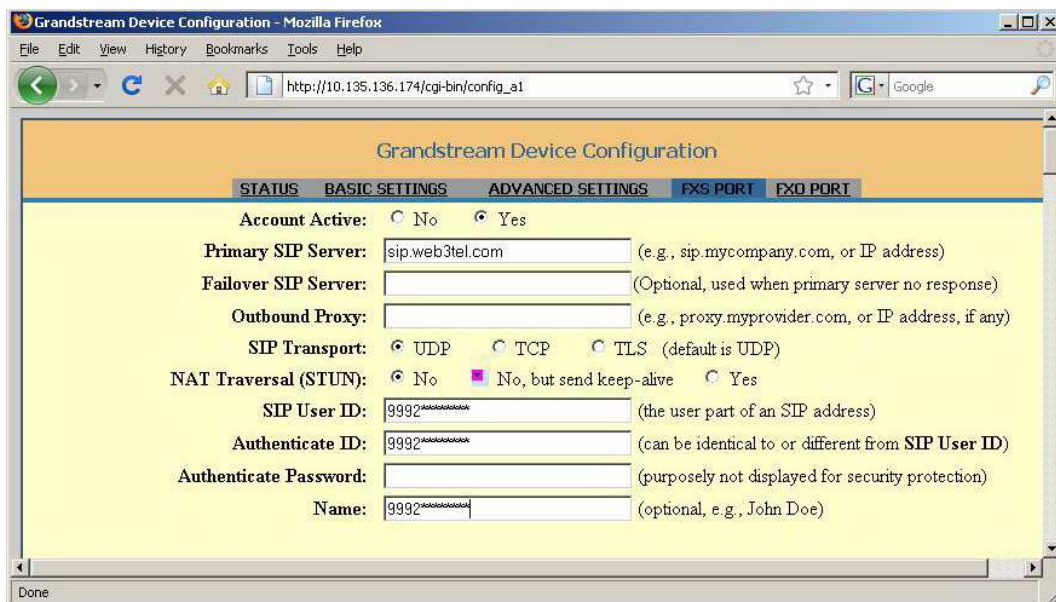 Grandstream Device Configuration - Mozilla Firefox
File Edit View History Bookmarks Tools Help
http://10.135.136.174/cgi-bin/config_a1 G Google
Grandstream Device Configuration
STATUS BASIC SETTINGS ADVANCED SETTINGS FXS PORT FXO PORT
Account Active: No Yes
Primary SIP Server: sip.web3tel.com (e.g., sip.mycompany.com, or IP address)
Failover SIP Server: (Optional, used when primary server no response)
Outbound Proxy: (e.g., proxy.myprovider.com, or IP address, if any)
SIP Transport: UDP TCP TLS (default is UDP)
NAT Traversal (STUN): No No, but send keep-alive Yes
SIP User ID: 9992******** (the user part of an SIP address)
Authenticate ID: 9992******** (can be identical to or different from SIP User ID)
Authenticate Password: (purposely not displayed for security protection)
Name: 9992******** (optional, e.g., John Doe)
Done